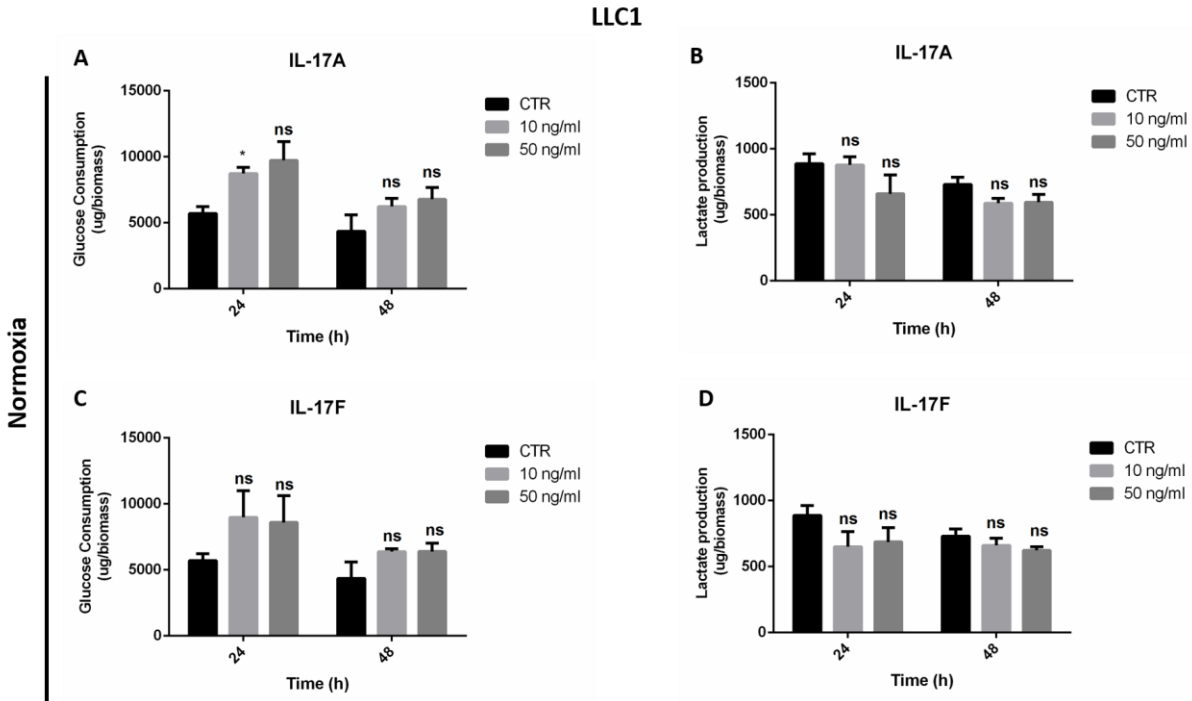 LLC1
Normoxia
A
IL-17A
Glucose Consumption
(ug/biomass)
15000
10000
5000
0
*
ns
ns
ns
24
48
Time (h)
CTR
10 ng/ml
50 ng/ml
B
IL-17A
Lactate production
(ug/biomass)
1500
1000
500
0
ns
ns
ns
ns
24
48
Time (h)
CTR
10 ng/ml
50 ng/ml
C
IL-17F
Glucose Consumption
(ug/biomass)
15000
10000
5000
0
ns
ns
ns
ns
24
48
Time (h)
CTR
10 ng/ml
50 ng/ml
D
IL-17F
Lactate production
(ug/biomass)
1500
1000
500
0
ns
ns
ns
ns
24
48
Time (h)
CTR
10 ng/ml
50 ng/ml